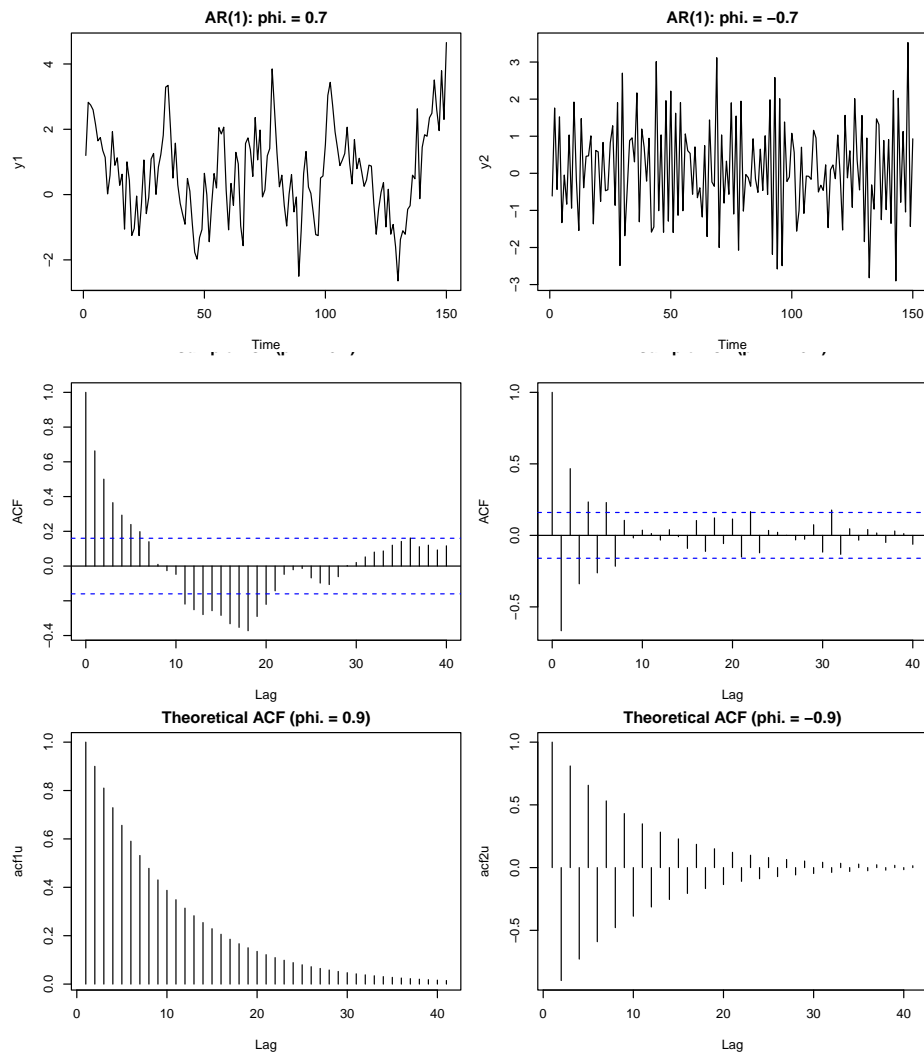 AR(1): phi. = 0.7
y1
4
2
0
−2
0 50 100 150
Time
AR(1): phi. = −0.7
y2
3
2
1
0
−1
−2
−3
0 50 100 150
Time
ACF
1.0
0.8
0.6
0.4
0.2
0.0
−0.4
0 10 20 30 40
Lag
ACF
1.0
0.5
0.0
−0.5
0 10 20 30 40
Lag
Theoretical ACF (phi. = 0.9)
acf1u
1.0
0.8
0.6
0.4
0.2
0.0
0 10 20 30 40
Lag
Theoretical ACF (phi. = −0.9)
acf2u
1.0
0.5
0.0
−0.5
0 10 20 30 40
Lag